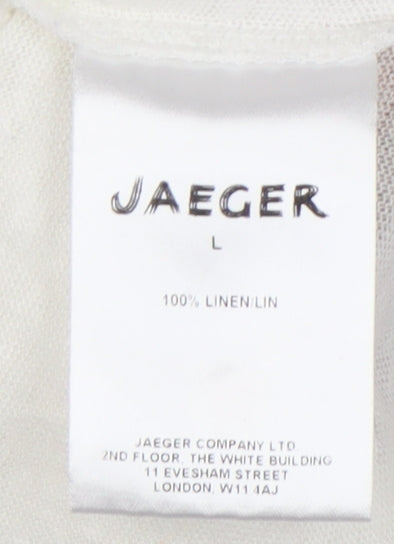 JAEGER
L
100% LINEN/LIN
JAEGER COMPANY LTD
2ND FLOOR, THE WHITE BUILDING
11 EVESHAM STREET
LONDON, W11 4AJ